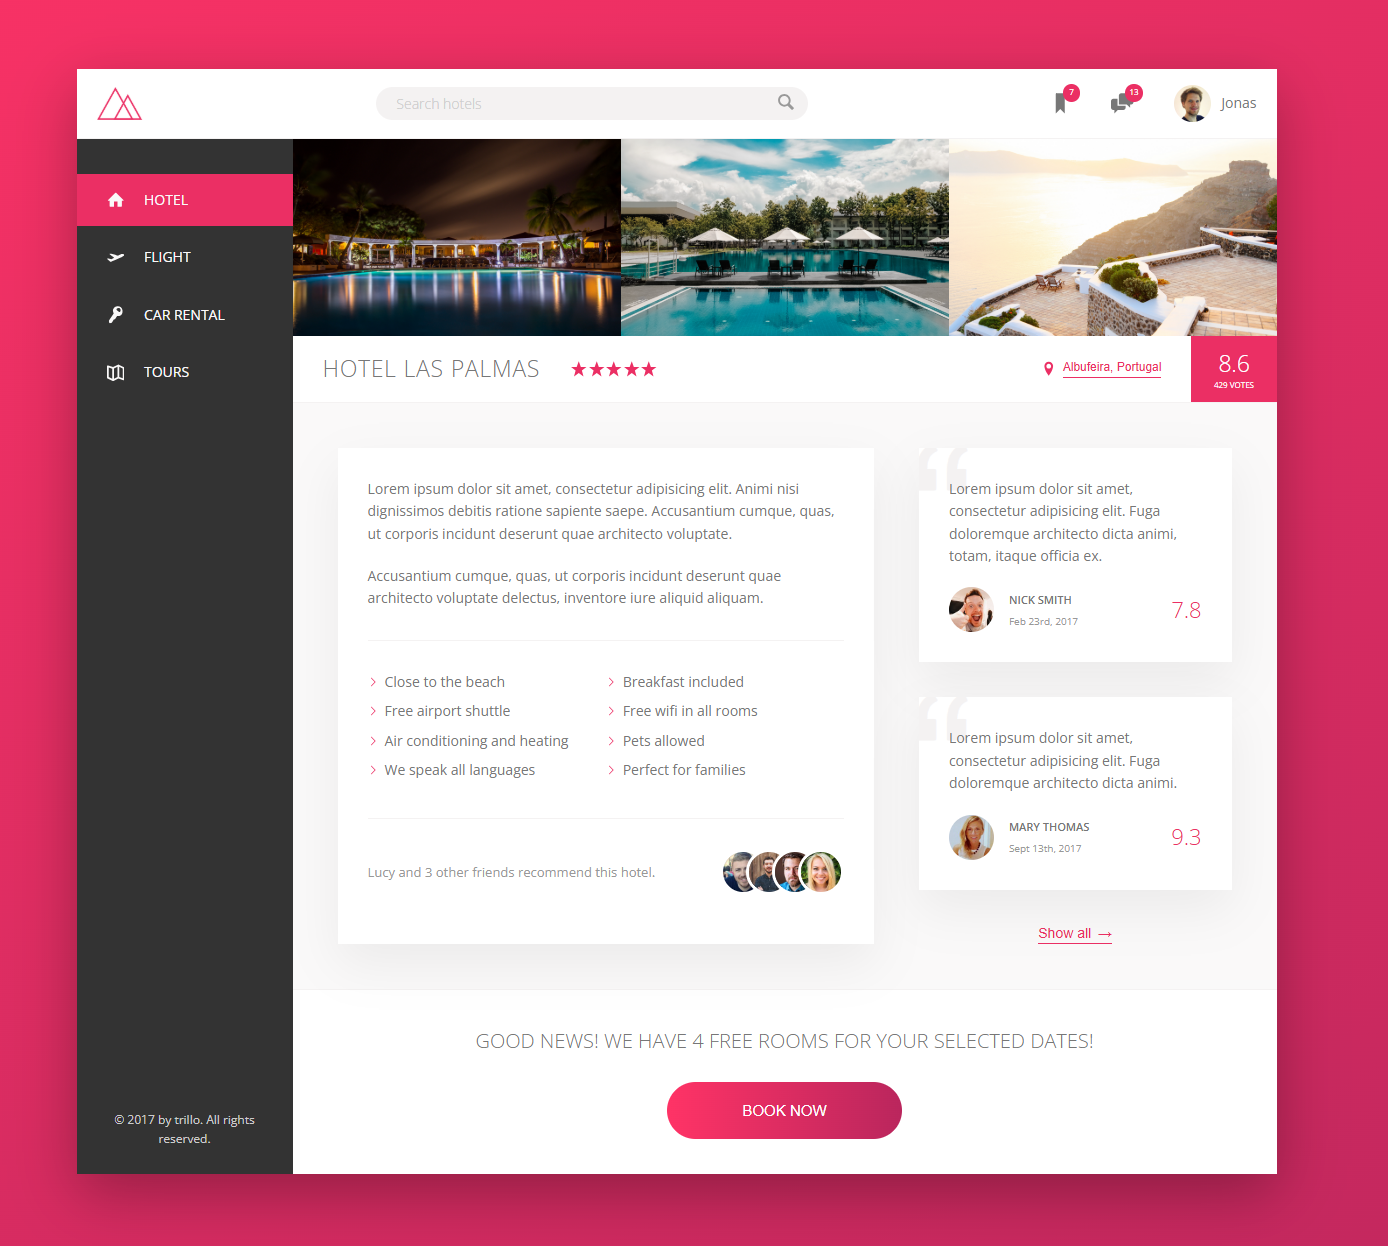 Search hotels
7
13
Jonas
HOTEL
FLIGHT
CAR RENTAL
TOURS
© 2017 by trillo. All rights
reserved.
HOTEL LAS PALMAS
Albufeira, Portugal
8.6
429 VOTES
Lorem ipsum dolor sit amet, consectetur adipisicing elit. Animi nisi
dignissimos debitis ratione sapiente saepe. Accusantium cumque, quas,
ut corporis incidunt deserunt quae architecto voluptate.
Accusantium cumque, quas, ut corporis incidunt deserunt quae
architecto voluptate delectus, inventore iure aliquid aliquam.
Close to the beach
Free airport shuttle
Air conditioning and heating
We speak all languages
Breakfast included
Free wifi in all rooms
Pets allowed
Perfect for families
Lucy and 3 other friends recommend this hotel.
“
Lorem ipsum dolor sit amet,
consectetur adipisicing elit. Fuga
doloremque architecto dicta animi,
totam, itaque officia ex.
NICK SMITH
Feb 23rd, 2017
7.8
“
Lorem ipsum dolor sit amet,
consectetur adipisicing elit. Fuga
doloremque architecto dicta animi.
MARY THOMAS
Sept 13th, 2017
9.3
Show all →
GOOD NEWS! WE HAVE 4 FREE ROOMS FOR YOUR SELECTED DATES!
BOOK NOW